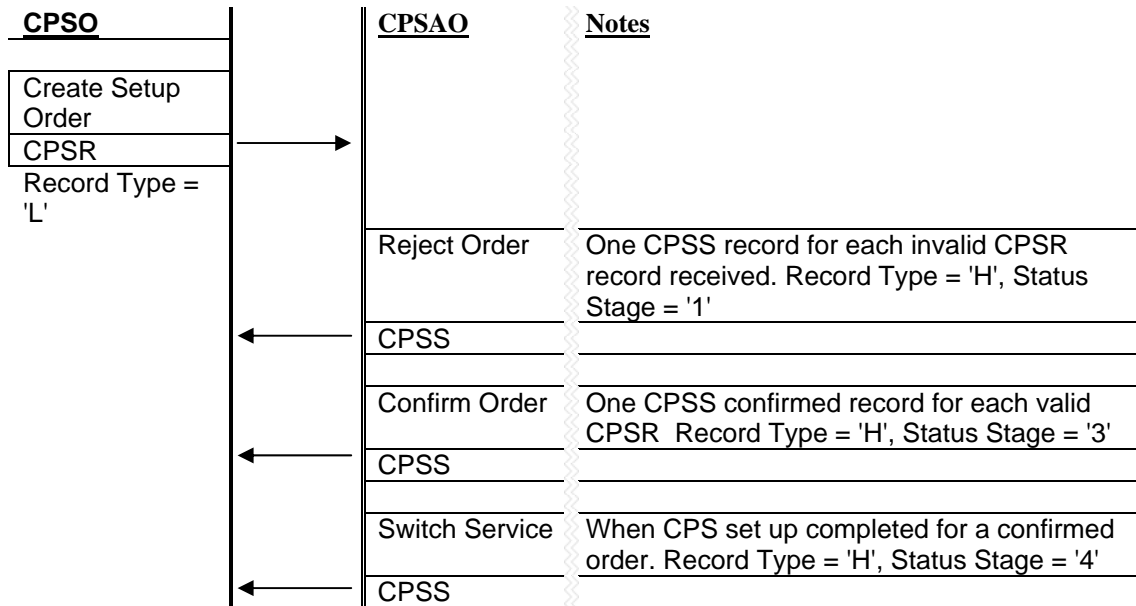 CPSO CPSAO Notes
Create Setup
Order
CPSR
Record Type =
'L'
Reject Order One CPSS record for each invalid CPSR
record received. Record Type = 'H', Status
Stage = '1'
CPSS
Confirm Order One CPSS confirmed record for each valid
CPSR Record Type = 'H', Status Stage = '3'
CPSS
Switch Service When CPS set up completed for a confirmed
order. Record Type = 'H', Status Stage = '4'
CPSS